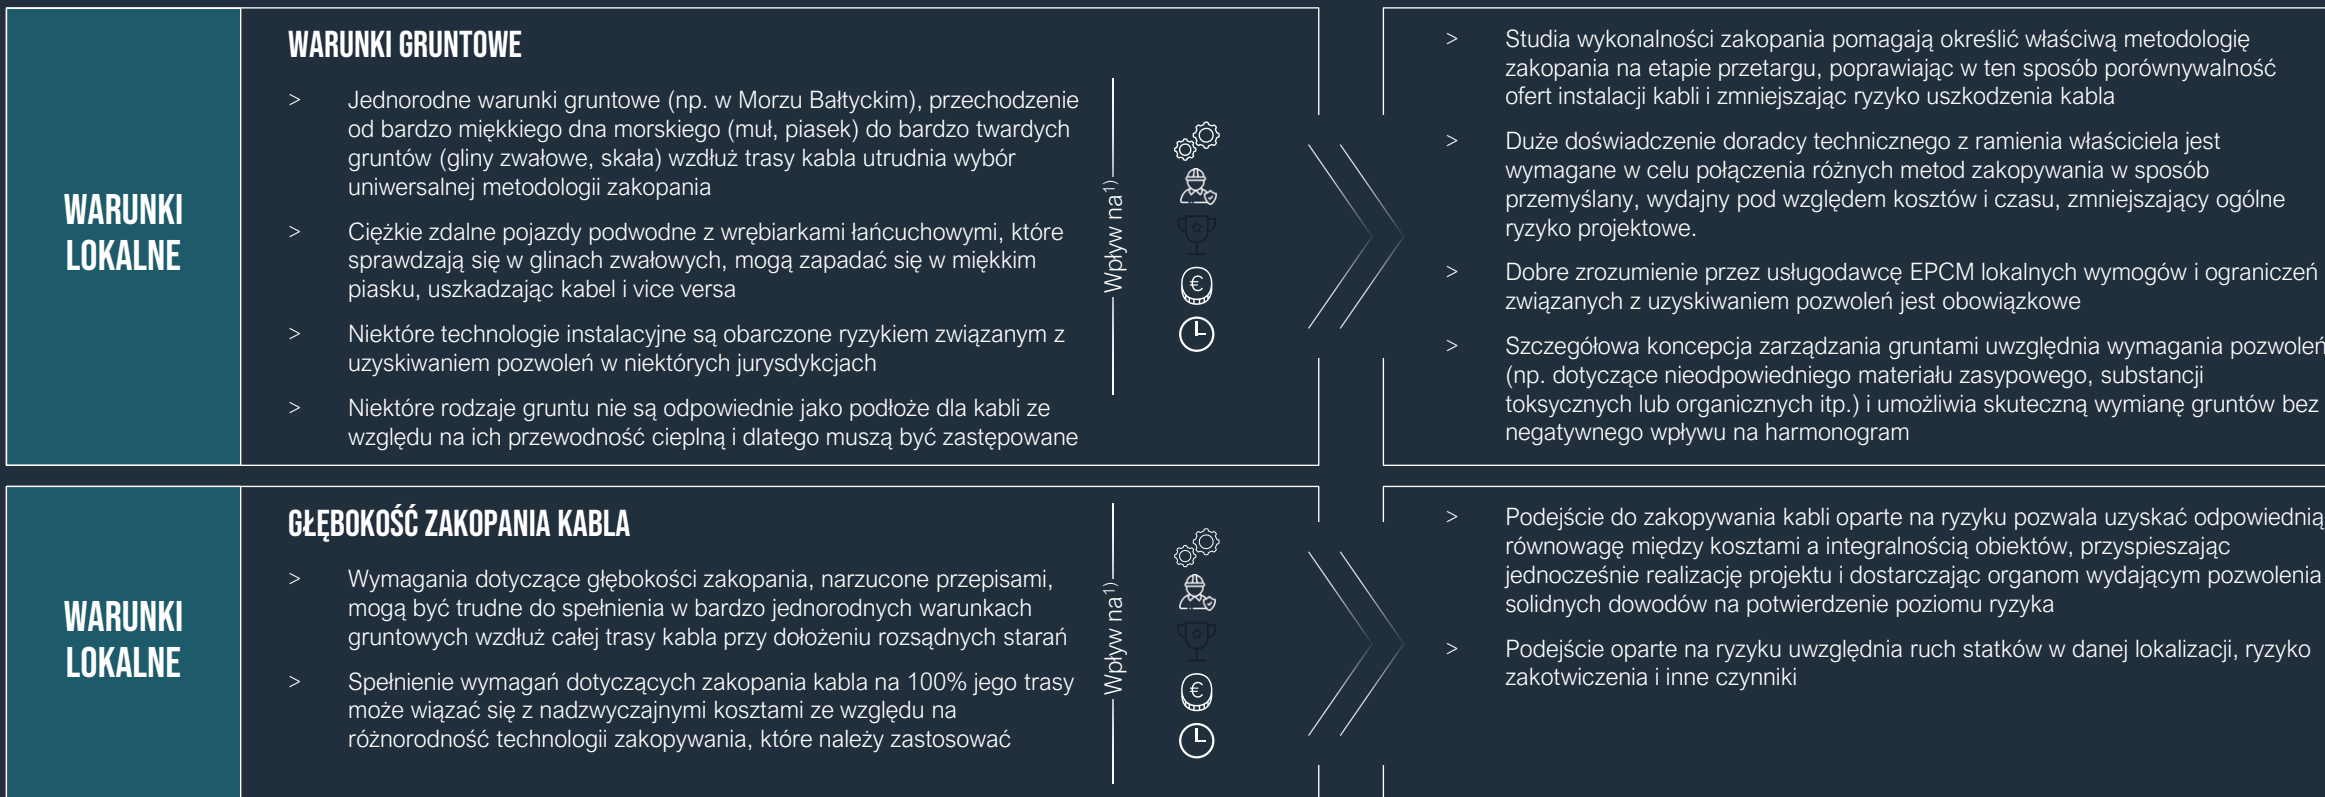 WARUNKI
LOKALNE
WARUNKI GRUNTOWE
> Jednorodne warunki gruntowe (np. w Morzu Bałtyckim), przechodzenie
od bardzo miękkiego dna morskiego (muł, piasek) do bardzo twardych
gruntów (gliny zwałowe, skała) wzdłuż trasy kabla utrudnia wybór
uniwersalnej metodologii zakopania
> Ciężkie zdalne pojazdy podwodne z wrębiarkami łańcuchowymi, które
sprawdzają się w glinach zwałowych, mogą zapadać się w miękkim
piasku, uszkadzając kabel i vice versa
> Niektóre technologie instalacyjne są obarczone ryzykiem związanym z
uzyskiwaniem pozwoleń w niektórych jurysdykcjach
> Niektóre rodzaje gruntu nie są odpowiednie jako podłoże dla kabli ze
względu na ich przewodność cieplną i dlatego muszą być zastępowane
Wpływ na1)
> Studia wykonalności zakopania pomagają określić właściwą metodologię
zakopania na etapie przetargu, poprawiając w ten sposób porównywalność
ofert instalacji kabli i zmniejszając ryzyko uszkodzenia kabla
> Duże doświadczenie doradcy technicznego z ramienia właściciela jest
wymagane w celu połączenia różnych metod zakopywania w sposób
przemyślany, wydajny pod względem kosztów i czasu, zmniejszający ogólne
ryzyko projektowe.
> Dobre zrozumienie przez usługodawcę EPCM lokalnych wymogów i ograniczeń
związanych z uzyskiwaniem pozwoleń jest obowiązkowe
> Szczegółowa koncepcja zarządzania gruntami uwzględnia wymagania pozwoleń
(np. dotyczące nieodpowiedniego materiału zasypowego, substancji
toksycznych lub organicznych itp.) i umożliwia skuteczną wymianę gruntów bez
negatywnego wpływu na harmonogram
WARUNKI
LOKALNE
GŁĘBOKOŚĆ ZAKOPANIA KABLA
> Wymagania dotyczące głębokości zakopania, narzucone przepisami,
mogą być trudne do spełnienia w bardzo jednorodnych warunkach
gruntowych wzdłuż całej trasy kabla przy dołożeniu rozsądnych starań
> Spełnienie wymagań dotyczących zakopania kabla na 100% jego trasy
może wiązać się z nadzwyczajnymi kosztami ze względu na
różnorodność technologii zakopywania, które należy zastosować
Wpływ na1)
> Podejście do zakopywania kabli oparte na ryzyku pozwala uzyskać odpowiednią
równowagę między kosztami a integralnością obiektów, przyspieszając
jednocześnie realizację projektu i dostarczając organom wydającym pozwolenia
solidnych dowodów na potwierdzenie poziomu ryzyka
> Podejście oparte na ryzyku uwzględnia ruch statków w danej lokalizacji, ryzyko
zakotwiczenia i inne czynniki